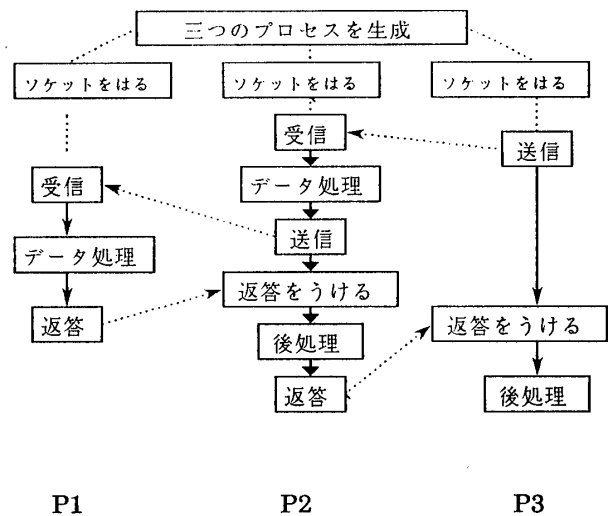 三つのプロセスを生成
ソケットをはる
ソケットをはる
ソケットをはる
受信
送信
受信
データ処理
送信
データ処理
返答をうける
返答
返答をうける
後処理
返答
後処理
P1
P2
P3